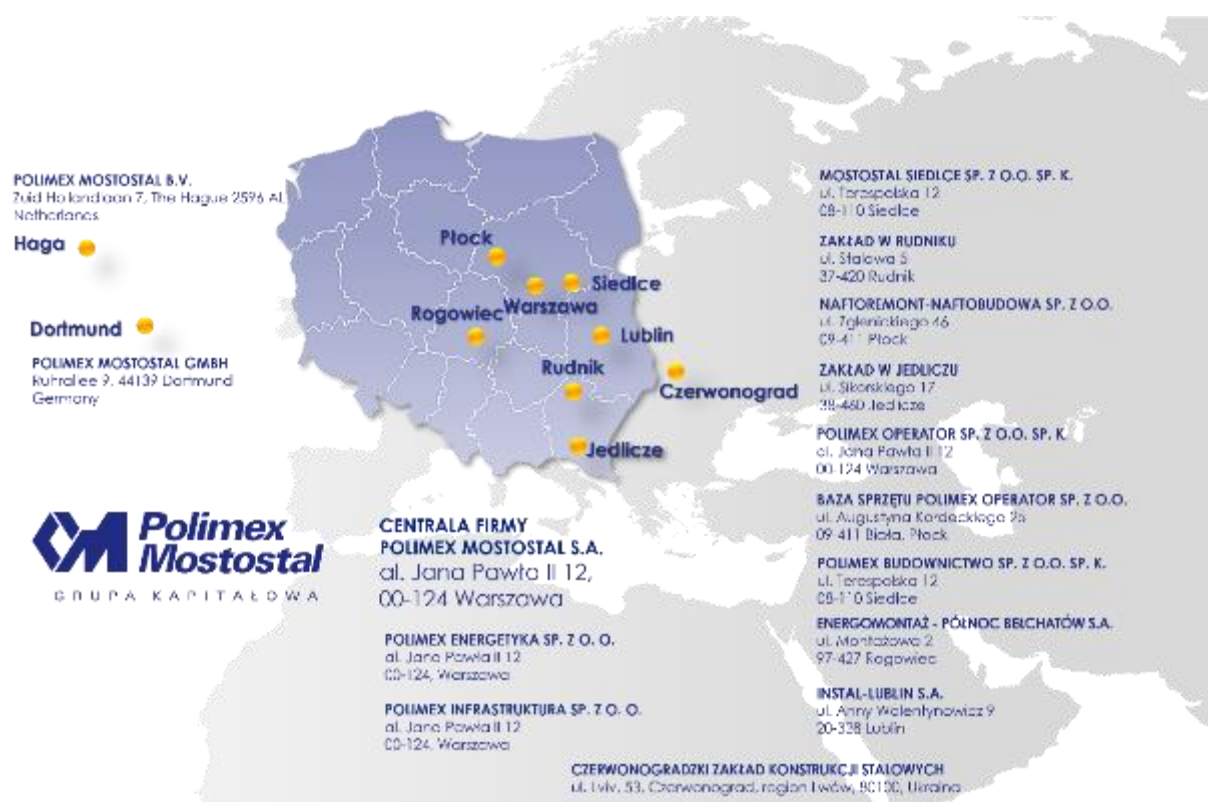 POLIMEX MOSTOSTAL B.V.
Zuid Hollandlaan 7, The Hague 2596 AL
Netherlands
Haga
Dortmund
POLIMEX MOSTOSTAL GMBH
Ruhrallee 9, 44139 Dortmund
Germany
Płock
Warszawa
Siedlce
Rogowiec
Lublin
Rudnik
Czerwonograd
Jedlicze
Polimex
Mostostal
GRUPA KAPITAŁOWA
CENTRALA FIRMY
POLIMEX MOSTOSTAL S.A.
al. Jana Pawła II 12,
00-124 Warszawa
POLIMEX ENERGETYKA SP. Z O. O.
al. Jana Pawła II 12
00-124, Warszawa
POLIMEX INFRASTRUKTURA SP. Z O. O.
al. Jana Pawła II 12
00-124, Warszawa
MOSTOSTAL SIEDLCE SP. Z O.O. SP. K.
ul. Terespolska 12
08-110 Siedlce
ZAKŁAD W RUDNIKU
ul. Stalowa 5
37-420 Rudnik
NAFTOREMONT-NAFTOBUDOWA SP. Z O.O.
ul. Zglenickiego 46
09-411 Płock
ZAKŁAD W JEDLICZU
ul. Sikorskiego 17
38-460 Jedlicze
POLIMEX OPERATOR SP. Z O.O. SP. K
al. Jana Pawła II 12
00-124 Warszawa
BAZA SPRZĘTU POLIMEX OPERATOR SP. Z O.O.
ul. Augustyna Kordeckiego
09-411 Biała, Płock
POLIMEX BUDOWNICTWO SP. Z O.O. SP. K.
ul. Terespolska 12
08-110 Siedlce
ENERGOMONTAŻ - PÓŁNOC BEŁCHATÓW S.A.
ul. Montażowa 2
97-427 Rogowiec
INSTAL-LUBLIN S.A.
ul. Anny Walentynowicz 9
20-328 Lublin
CZERWONOGRADZKI ZAKŁAD KONSTRUKCJI STALOWYCH
ul. Lviv, 53, Czerwonograd, region Lwów, 80100, Ukraina